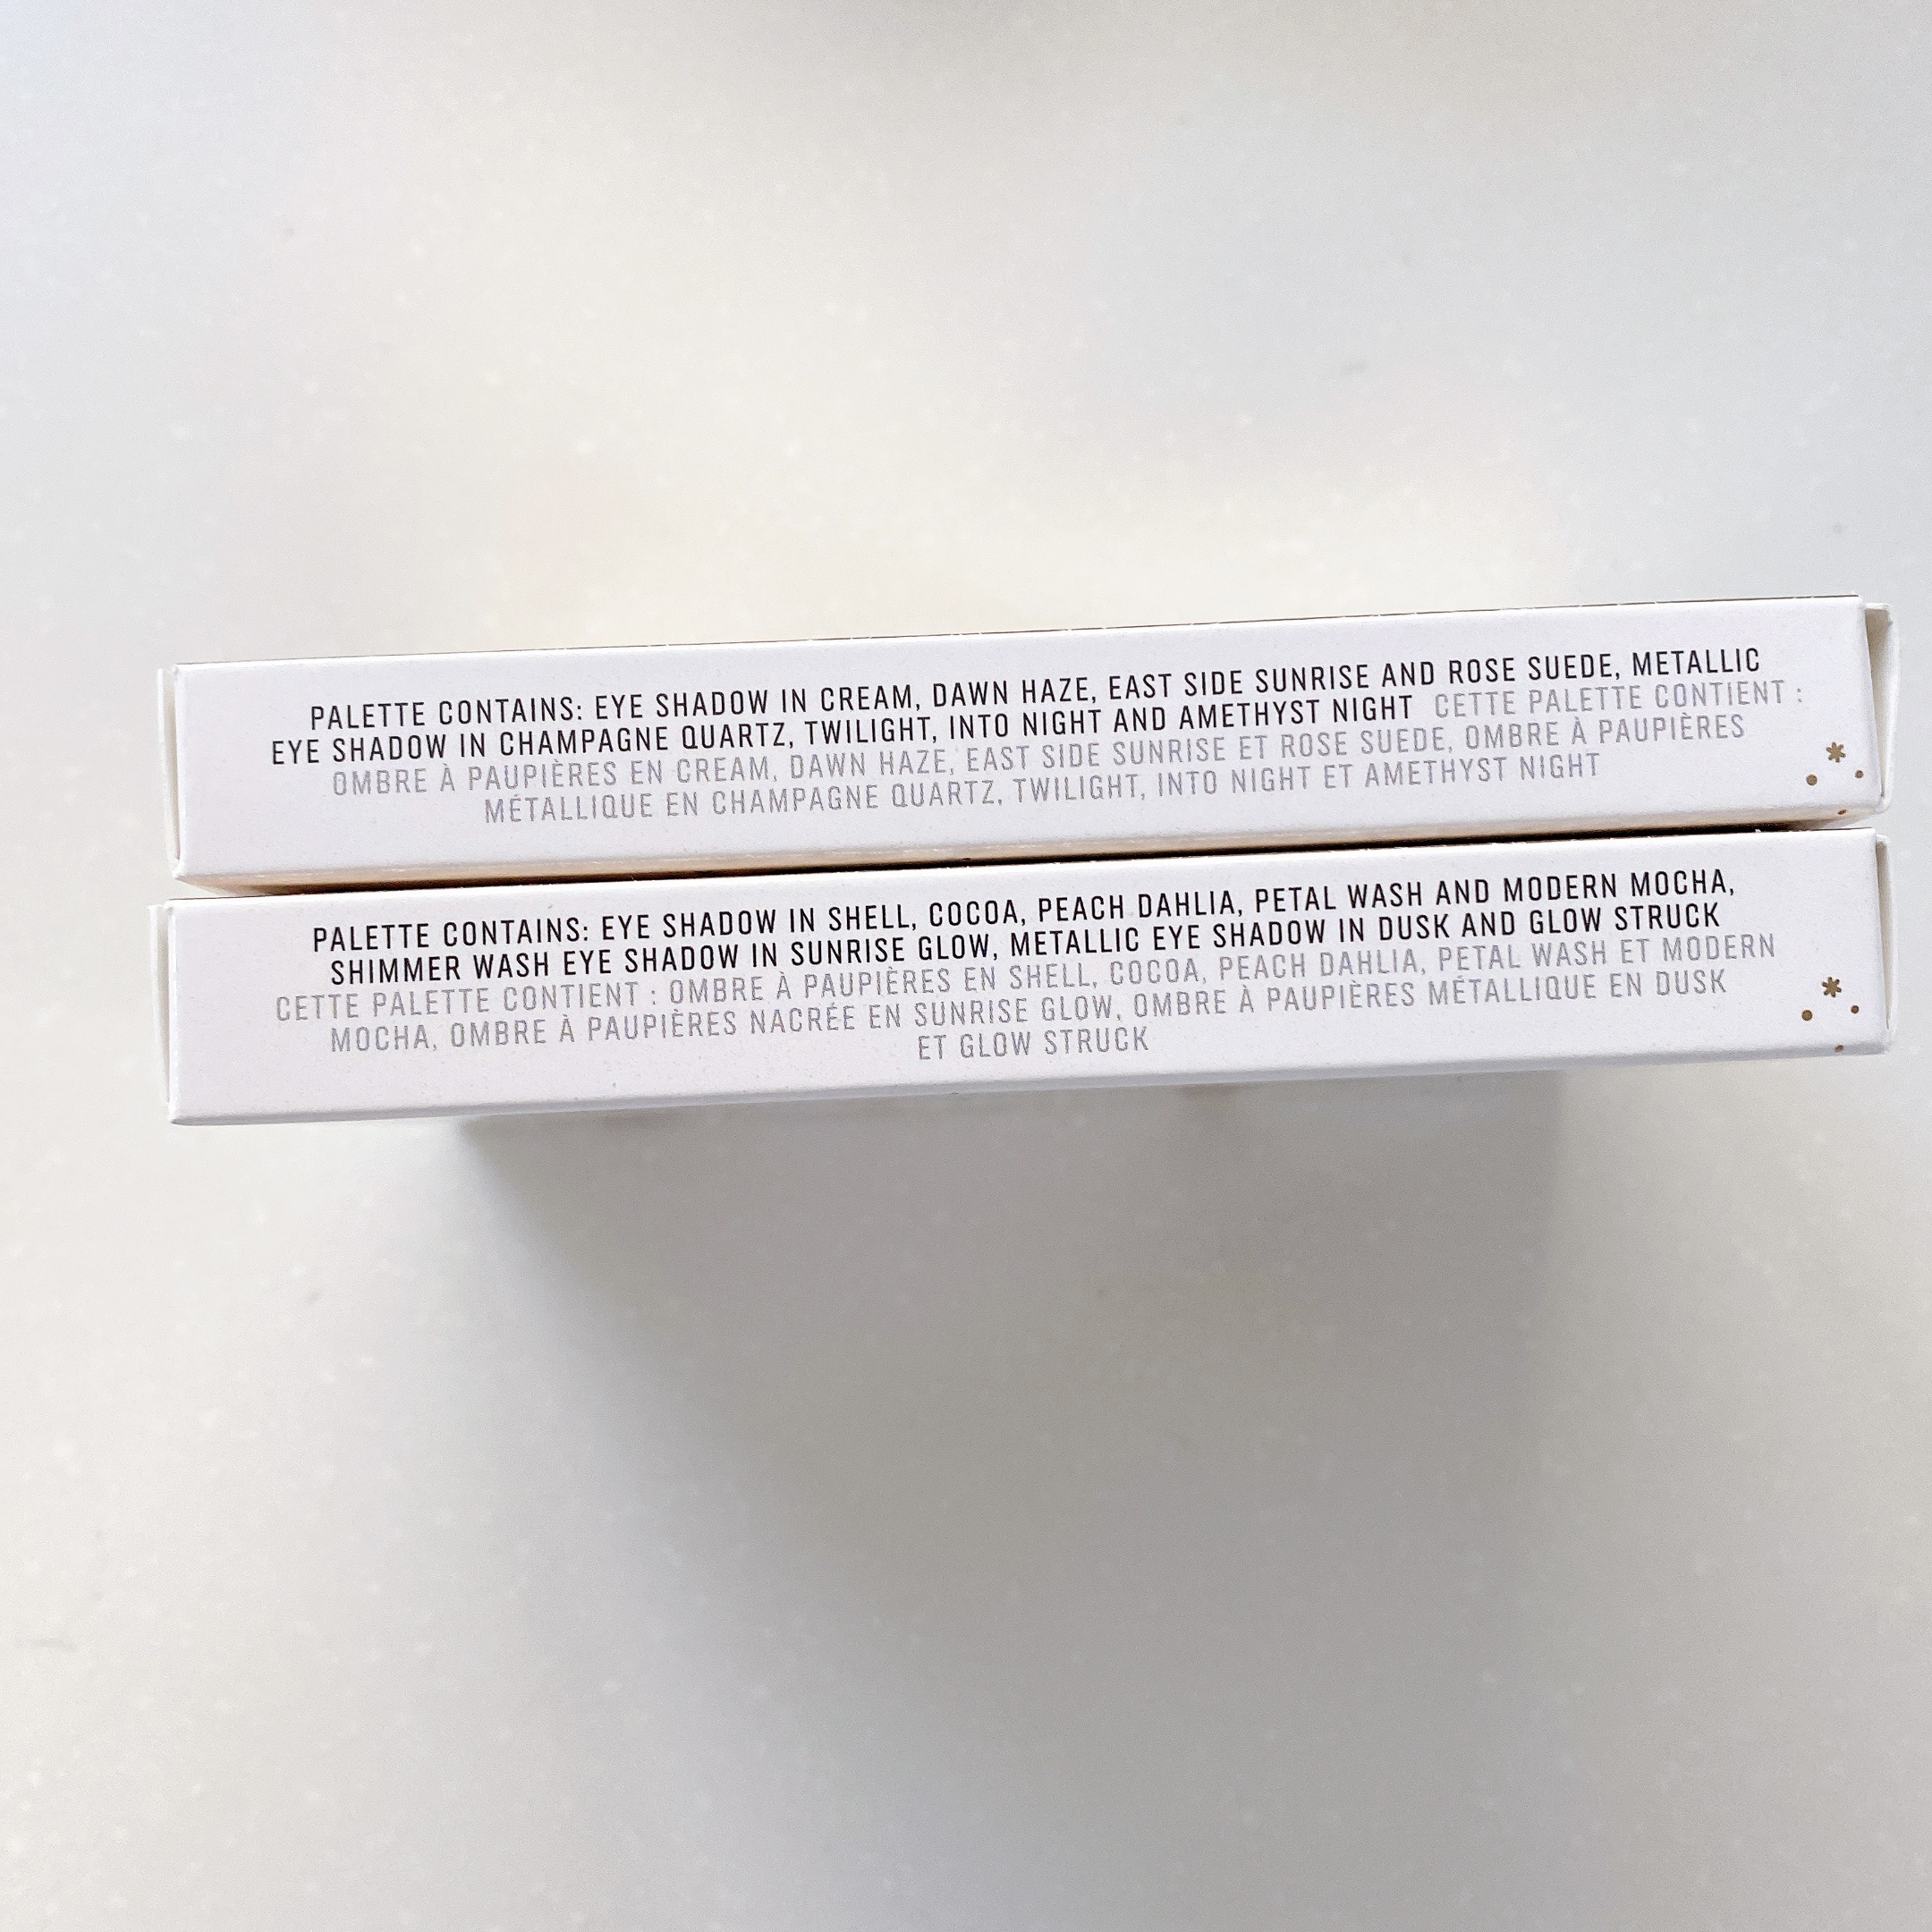 PALETTE CONTAINS: EYE SHADOW IN CREAM, DAWN HAZE, EAST SIDE SUNRISE AND ROSE SUEDE, METALLIC
EYE SHADOW IN CHAMPAGNE QUARTZ, TWILIGHT, INTO NIGHT AND AMETHYST NIGHT CETTE PALETTE CONTIENT :
OMBRE À PAUPIÈRES EN CREAM, DAWN HAZE, EAST SIDE SUNRISE ET ROSE SUEDE, OMBRE À PAUPIÈRES
MÉTALLIQUE EN CHAMPAGNE QUARTZ, TWILIGHT, INTO NIGHT ET AMETHYST NIGHT
PALETTE CONTAINS: EYE SHADOW IN SHELL, COCOA, PEACH DAHLIA, PETAL WASH AND MODERN MOCHA,
SHIMMER WASH EYE SHADOW IN SUNRISE GLOW, METALLIC EYE SHADOW IN DUSK AND GLOW STRUCK
CETTE PALETTE CONTIENT : OMBRE À PAUPIÈRES EN SHELL, COCOA, PEACH DAHLIA, PETAL WASH ET MODERN
MOCHA, OMBRE À PAUPIÈRES NACRÉE EN SUNRISE GLOW, OMBRE À PAUPIÈRES MÉTALLIQUE EN DUSK
ET GLOW STRUCK